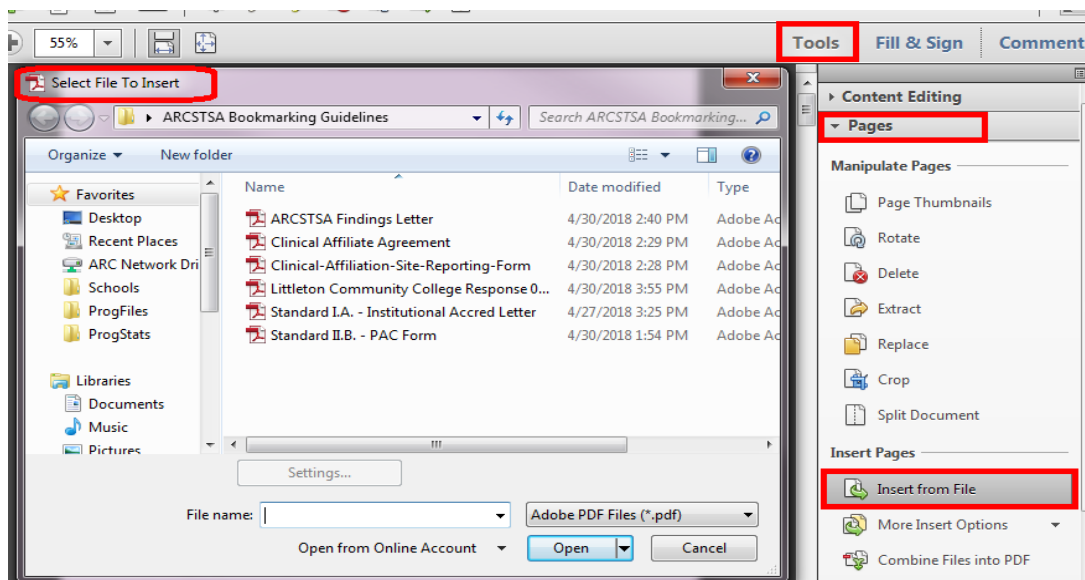 55%
Tools Fill & Sign Comment
Select File To Insert
ARCSTSA Bookmarking Guidelines
Search ARCSTSA Bookmarking...
Organize New folder
Favorites
Desktop
Recent Places
ARC Network Dri
Schools
ProgFiles
ProgStats
Libraries
Documents
Music
Pictures
Name Date modified Type
ARCSTSA Findings Letter 4/30/2018 2:40 PM Adobe Ac
Clinical Affiliate Agreement 4/30/2018 2:29 PM Adobe Ac
Clinical-Affiliation-Site-Reporting-Form 4/30/2018 2:28 PM Adobe Ac
Littleton Community College Response 0... 4/30/2018 3:55 PM Adobe Ac
Standard I.A. - Institutional Accred Letter 4/27/2018 3:25 PM Adobe Ac
Standard II.B. - PAC Form 4/30/2018 1:54 PM Adobe Ac
Settings...
File name: Adobe PDF Files (*.pdf)
Open from Online Account Open Cancel
Content Editing
Pages
Manipulate Pages
Page Thumbnails
Rotate
Delete
Extract
Replace
Crop
Split Document
Insert Pages
Insert from File
More Insert Options
Combine Files into PDF